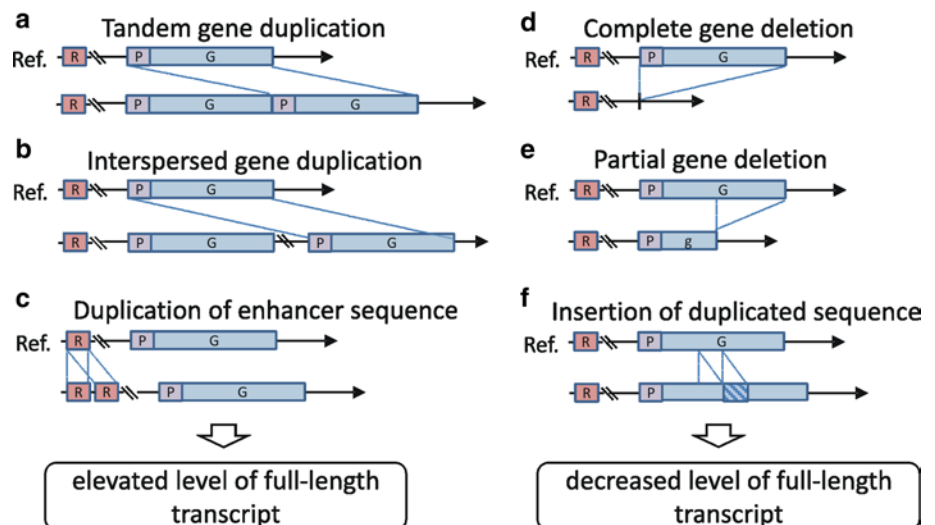 a
Tandem gene duplication
Ref. R P G
R P G P G
b
Interspersed gene duplication
Ref. R P G
R P G P G
c
Duplication of enhancer sequence
Ref. R P G
R R P G
elevated level of full-length
transcript
d
Complete gene deletion
Ref. R P G
R
e
Partial gene deletion
Ref. R P G
R P g
f
Insertion of duplicated sequence
Ref. R P G
R P
decreased level of full-length
transcript